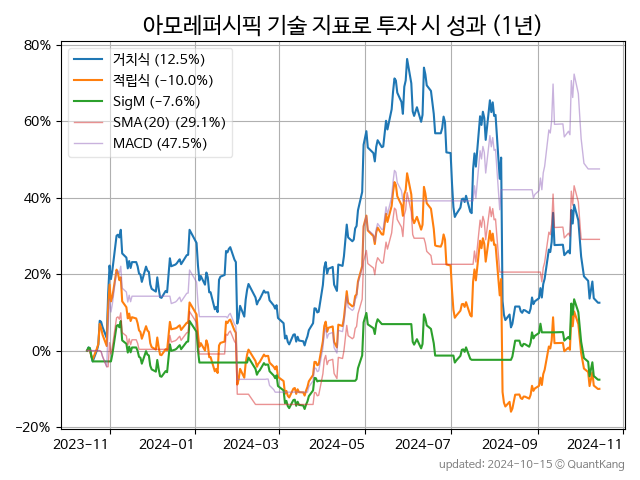 아모레퍼시픽 기술 지표로 투자 시 성과 (1년)
80%
60%
40%
20%
0%
−20%
거치식 (12.5%)
적립식 (−10.0%)
SigM (−7.6%)
SMA(20) (29.1%)
MACD (47.5%)
2023-11 2024-01 2024-03 2024-05 2024-07 2024-09 2024-11
updated: 2024-10-15 © QuantKang